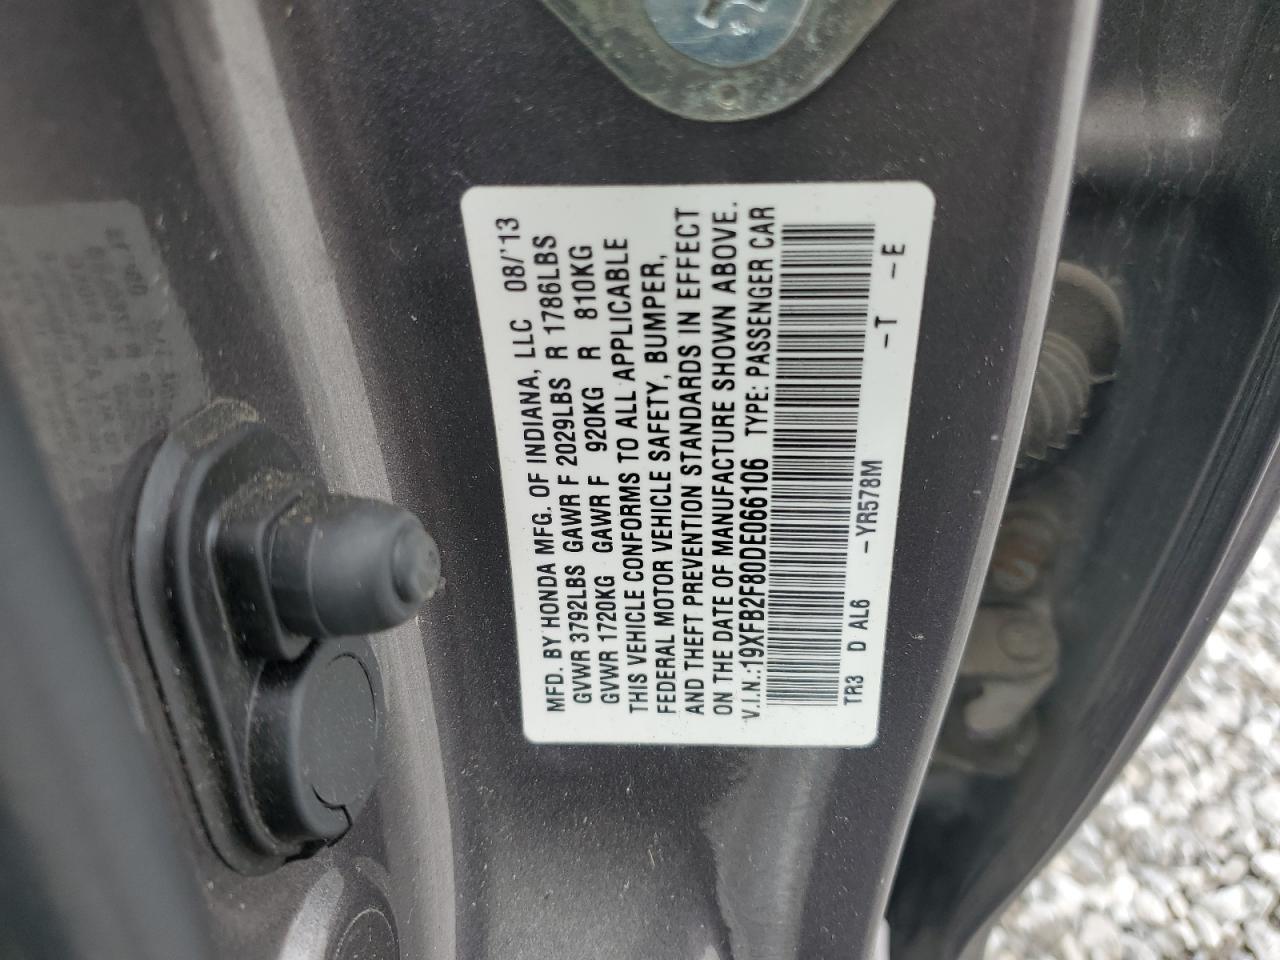 MFD. BY HONDA MFG. OF INDIANA, LLC 08/'13
GVWR 3792LBS GAWR F 2029LBS R 1786LBS
GVWR 1720KG GAWR F 920KG R 810KG
THIS VEHICLE CONFORMS TO ALL APPLICABLE
FEDERAL MOTOR VEHICLE SAFETY, BUMPER,
AND THEFT PREVENTION STANDARDS IN EFFECT
ON THE DATE OF MANUFACTURE SHOWN ABOVE.
V.I.N.:19XFB2F80DE066106 TYPE: PASSENGER CAR
TR3 D AL6 -YR578M -T -E